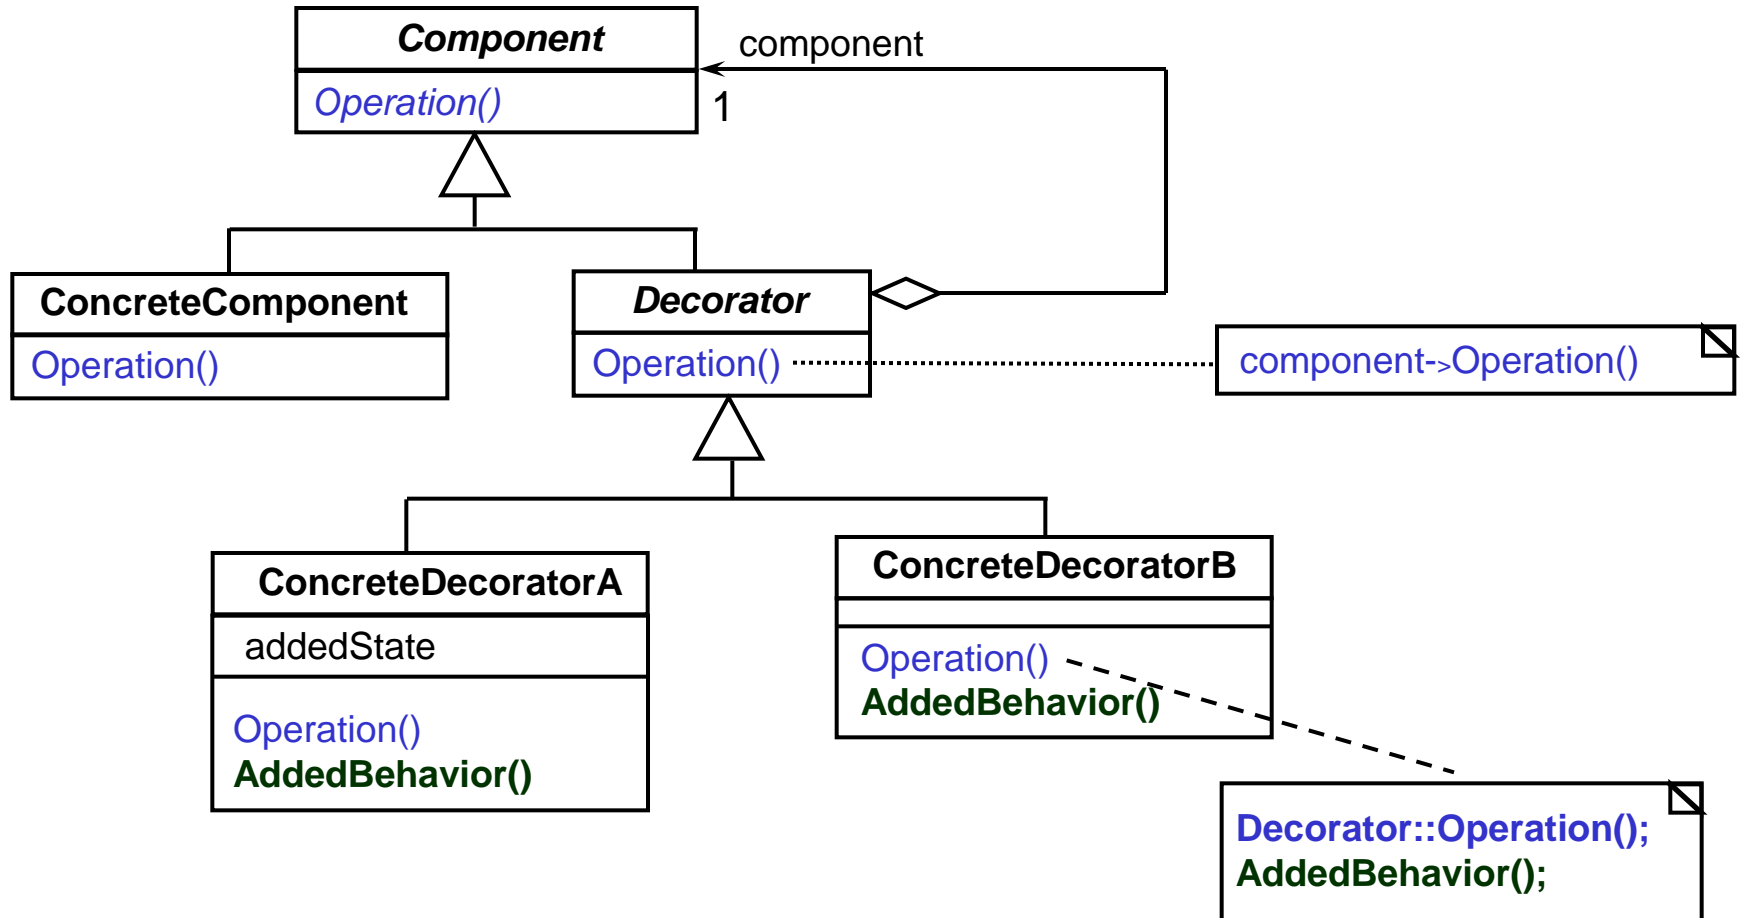 Component
component
Operation()
1
ConcreteComponent
Decorator
Operation()
Operation()
component->Operation()
ConcreteDecoratorA
ConcreteDecoratorB
addedState
Operation()
AddedBehavior()
Operation()
AddedBehavior()
Decorator::Operation();
AddedBehavior();